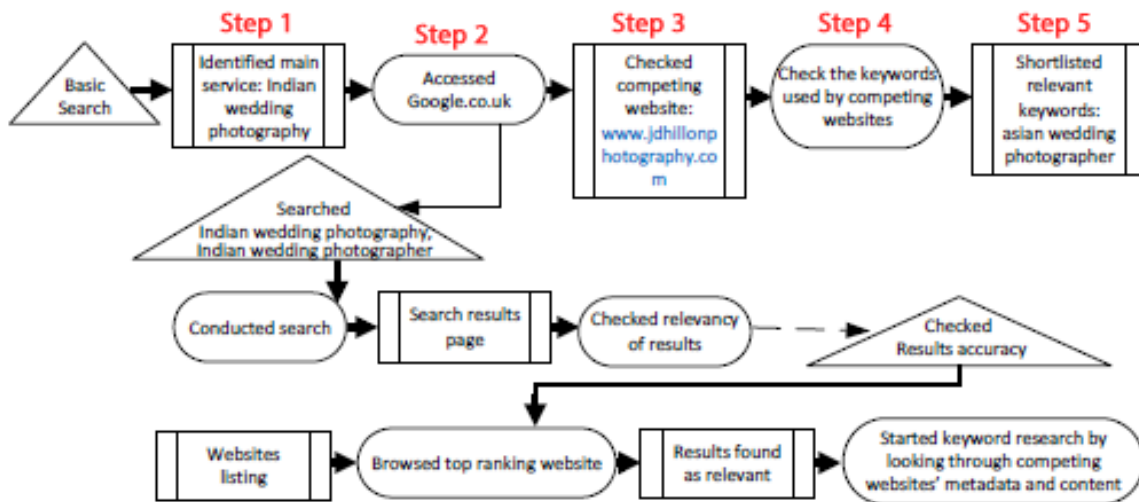 Step 1
Step 2
Step 3
Step 4
Step 5
Basic
Search
Identified main
service: Indian
wedding
photography
Accessed
Google.co.uk
Checked
competing
website:
www.jdhillonp
hotography.co
m
Check the keywords
used by competing
websites
Shortlisted
relevant
keywords:
asian wedding
photographer
Searched
Indian wedding photography,
Indian wedding photographer
Conducted search
Search results
page
Checked relevancy
of results
Checked
Results accuracy
Websites
listing
Browsed top ranking website
Results found
as relevant
Started keyword research by
looking through competing
websites' metadata and content